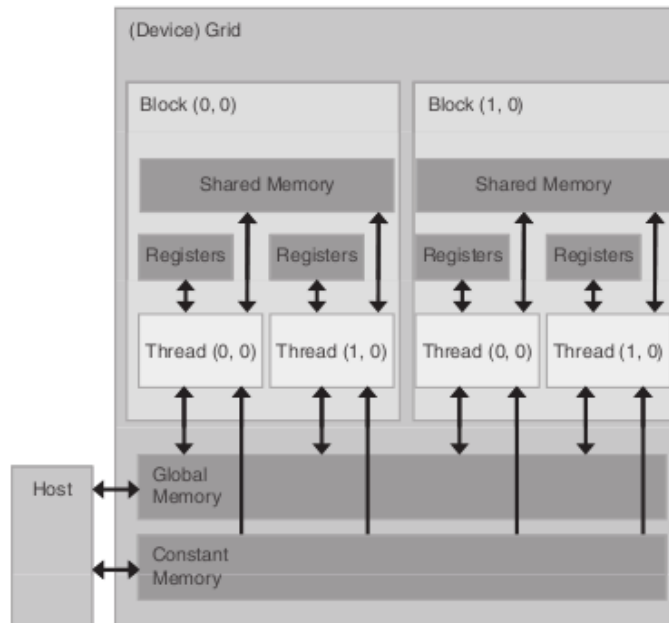 (Device) Grid
Block (0, 0)
Block (1, 0)
Shared Memory
Shared Memory
Registers
Registers
Registers
Registers
Thread (0, 0)
Thread (1, 0)
Thread (0, 0)
Thread (1, 0)
Host
Global
Memory
Constant
Memory